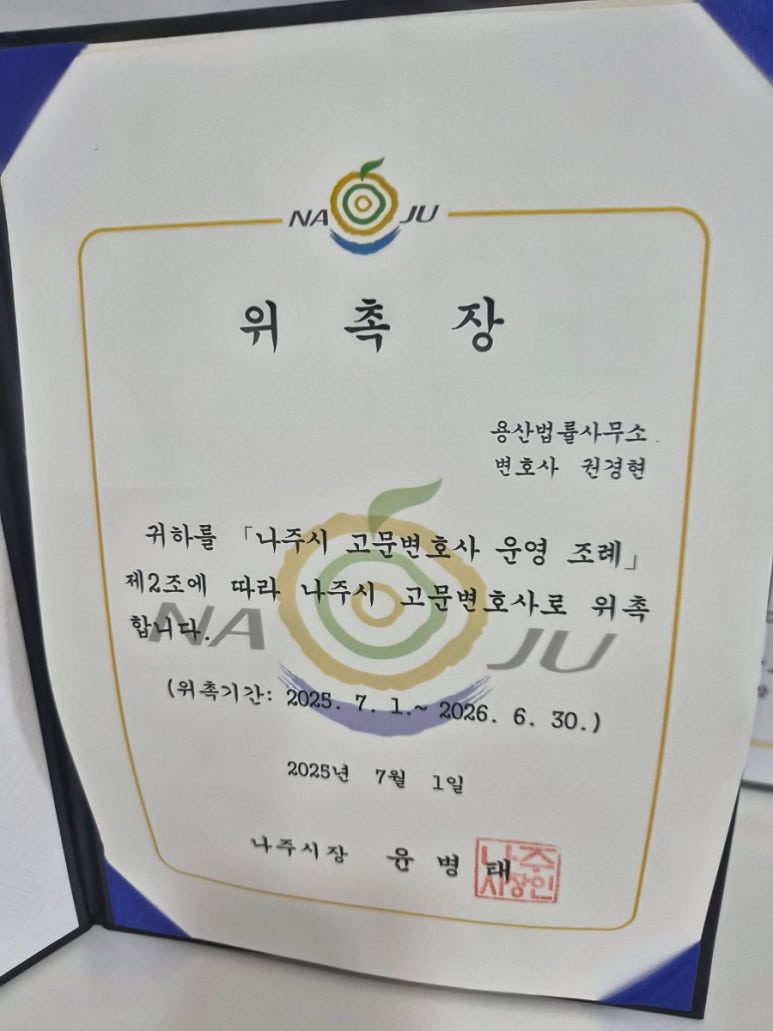 NA JU
위 촉 장
용산법률사무소
변호사 권경현
귀하를 「나주시 고문변호사 운영 조례」
제2조에 따라 나주시 고문변호사로 위촉
합니다.
NA JU
(위촉기간: 2025. 7. 1.~ 2026. 6. 30.)
2025년 7월 1일
나주시장 윤 병 태
나주
시장인